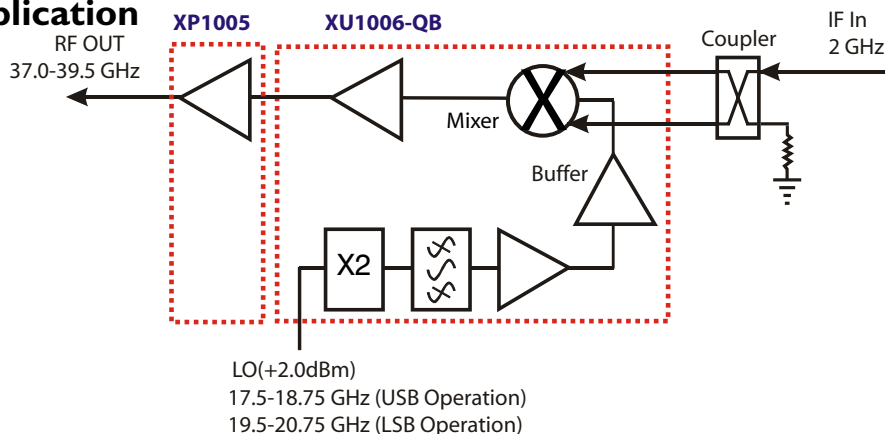 plication
XP1005
XU1006-QB
RF OUT
37.0-39.5 GHz
Coupler
IF In
2 GHz
Mixer
Buffer
X2
LO(+2.0dBm)
17.5-18.75 GHz (USB Operation)
19.5-20.75 GHz (LSB Operation)